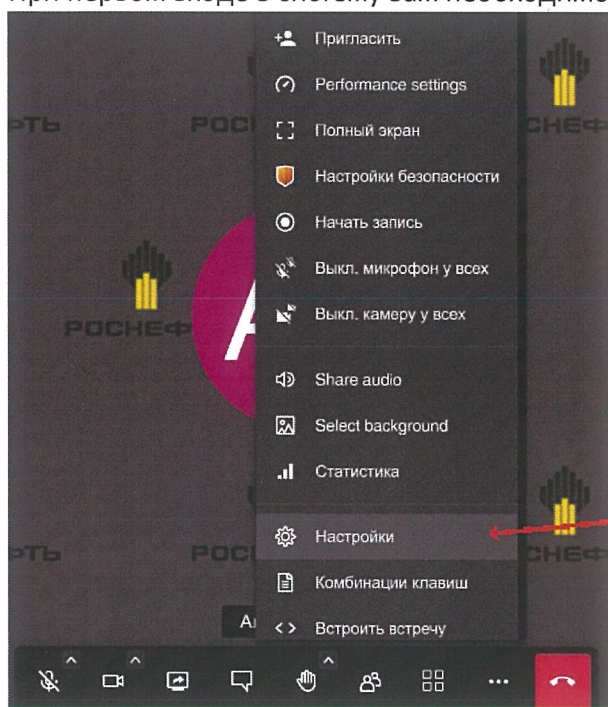 При первом входе в систему вам необходимо
Пригласить
Performance settings
Полный экран
Настройки безопасности
Начать запись
Выкл. микрофон у всех
Выкл. камеру у всех
Share audio
Select background
Статистика
Настройки
Комбинации клавиш
Встроить встречу
РОСНЕФ